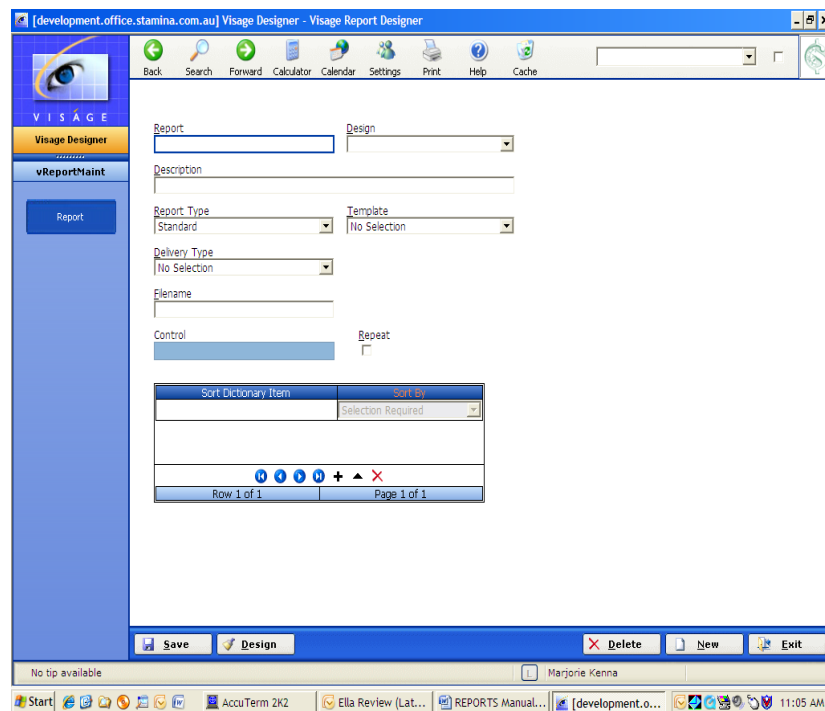 [development.office.stamina.com.au] Visage Designer - Visage Report Designer
Back Search Forward Calculator Calendar Settings Print Help Cache
VISÁGE
Visage Designer
vReportMaint
Report
Report Design
Description
Report Type Template
Standard No Selection
Delivery Type
No Selection
Filename
Control Repeat
Sort Dictionary Item Sort By
Selection Required
Row 1 of 1 Page 1 of 1
Save Design Delete New Exit
No tip available L Marjorie Kenna
Start AccuTerm 2K2 Ella Review (Lat... REPORTS Manual... [development.o... 11:05 AM